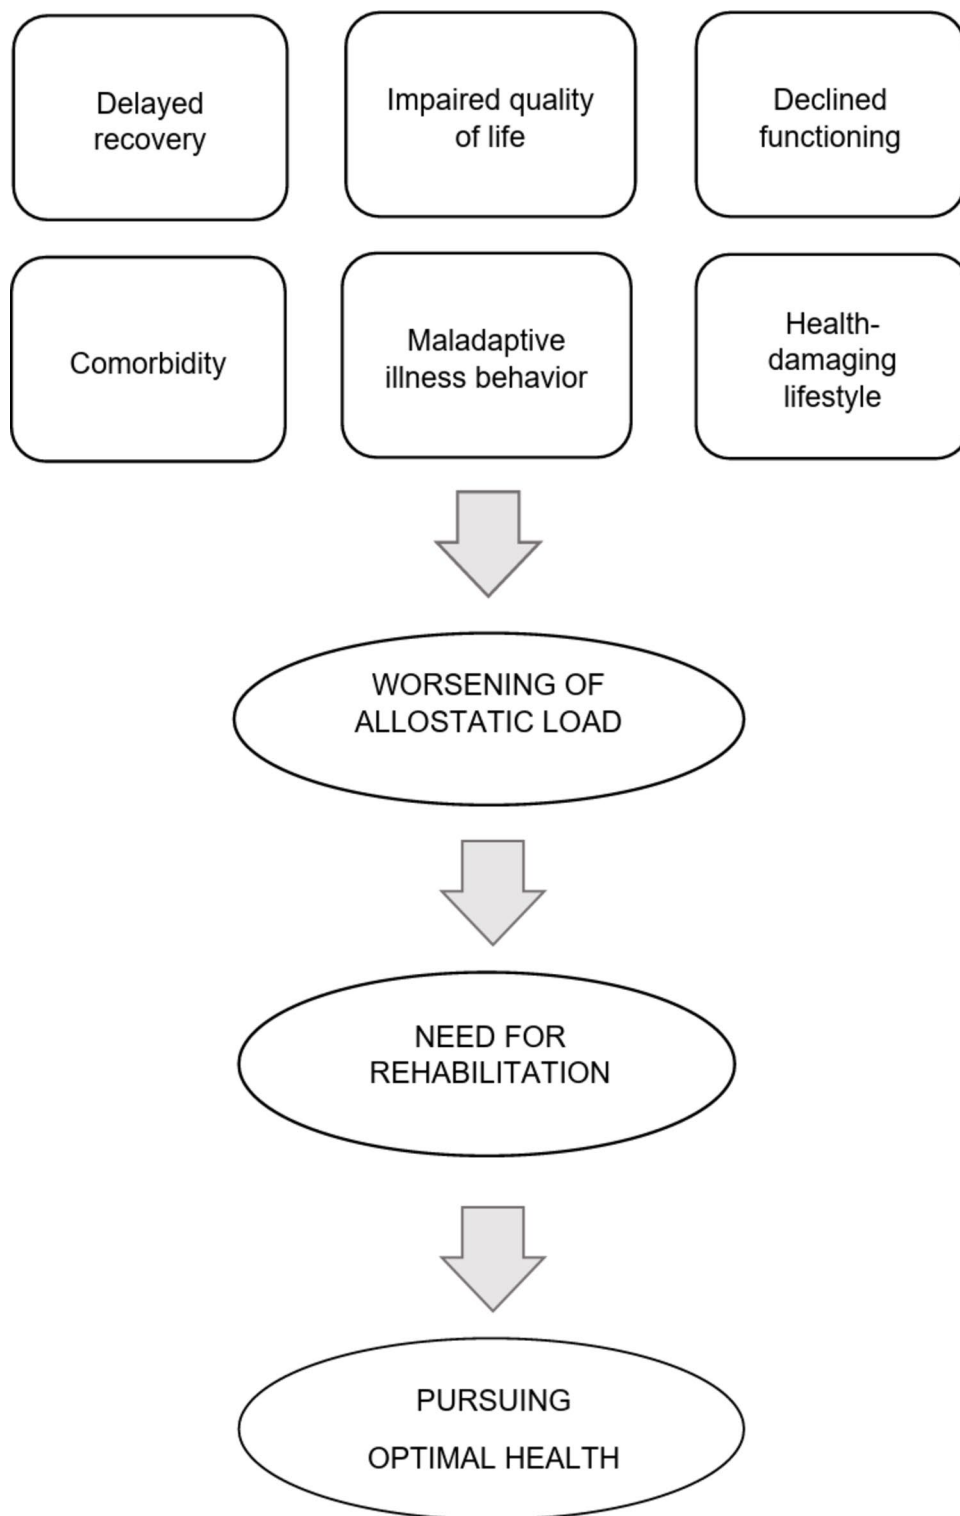 Delayed
recovery
Impaired quality
of life
Declined
functioning
Comorbidity
Maladaptive
illness behavior
Health-
damaging
lifestyle
WORSENING OF
ALLOSTATIC LOAD
NEED FOR
REHABILITATION
PURSUING
OPTIMAL HEALTH